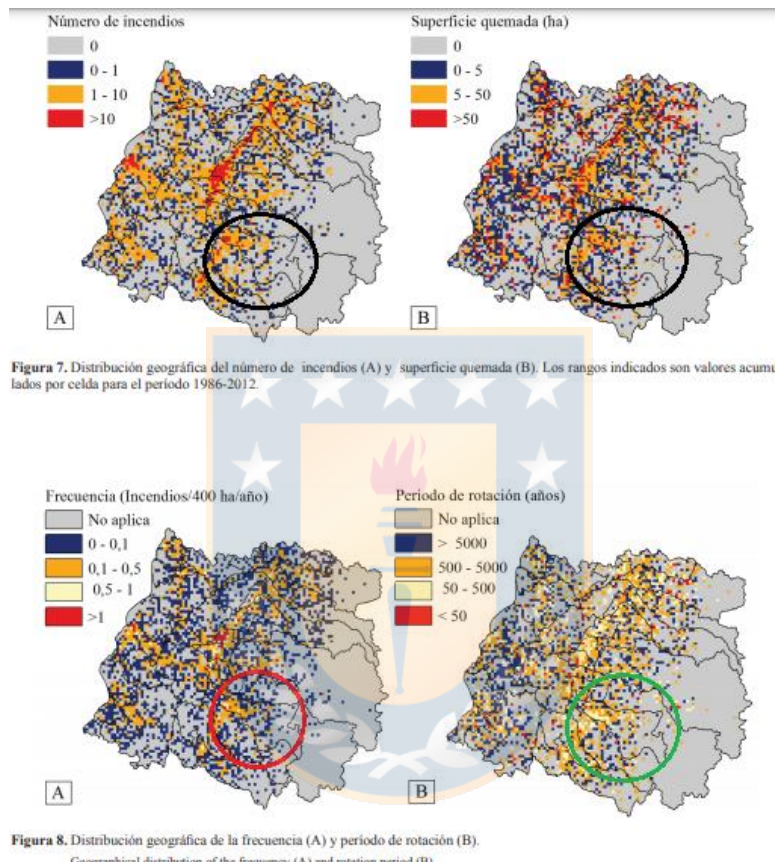 Número de incendios
0
0 - 1
1 - 10
>10
A
Superficie quemada (ha)
0
0 - 5
5 - 50
>50
B
Figura 7. Distribución geográfica del número de incendios (A) y superficie quemada (B). Los rangos indicados son valores acumu
lados por celda para el período 1986-2012.
Frecuencia (Incendios/400 ha/año)
No aplica
0 - 0,1
0,1 - 0,5
0,5 - 1
>1
A
Periodo de rotación (años)
No aplica
> 5000
500 - 5000
50 - 500
< 50
B
Figura 8. Distribución geográfica de la frecuencia (A) y período de rotación (B).
Geographical distribution of the frequency (A) and rotation period (B).